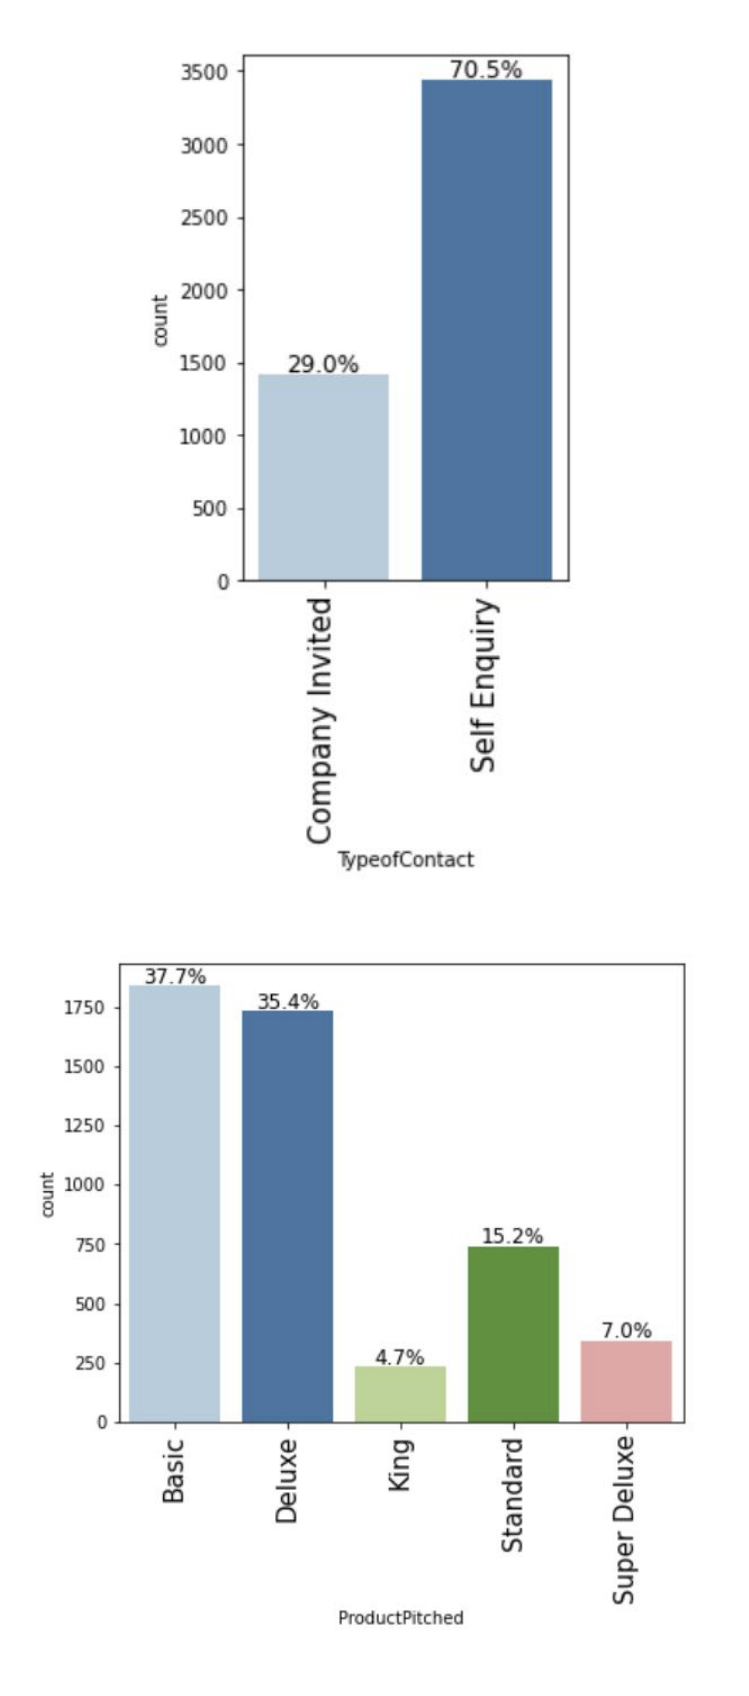 70.5%
3500
3000
2500
2000
count
1500
29.0%
1000
500
0
Company Invited
Self Enquiry
TypeofContact
37.7%
35.4%
1750
1500
1250
1000
count
750
15.2%
500
7.0%
250
4.7%
0
Basic
Deluxe
King
Standard
Super Deluxe
ProductPitched